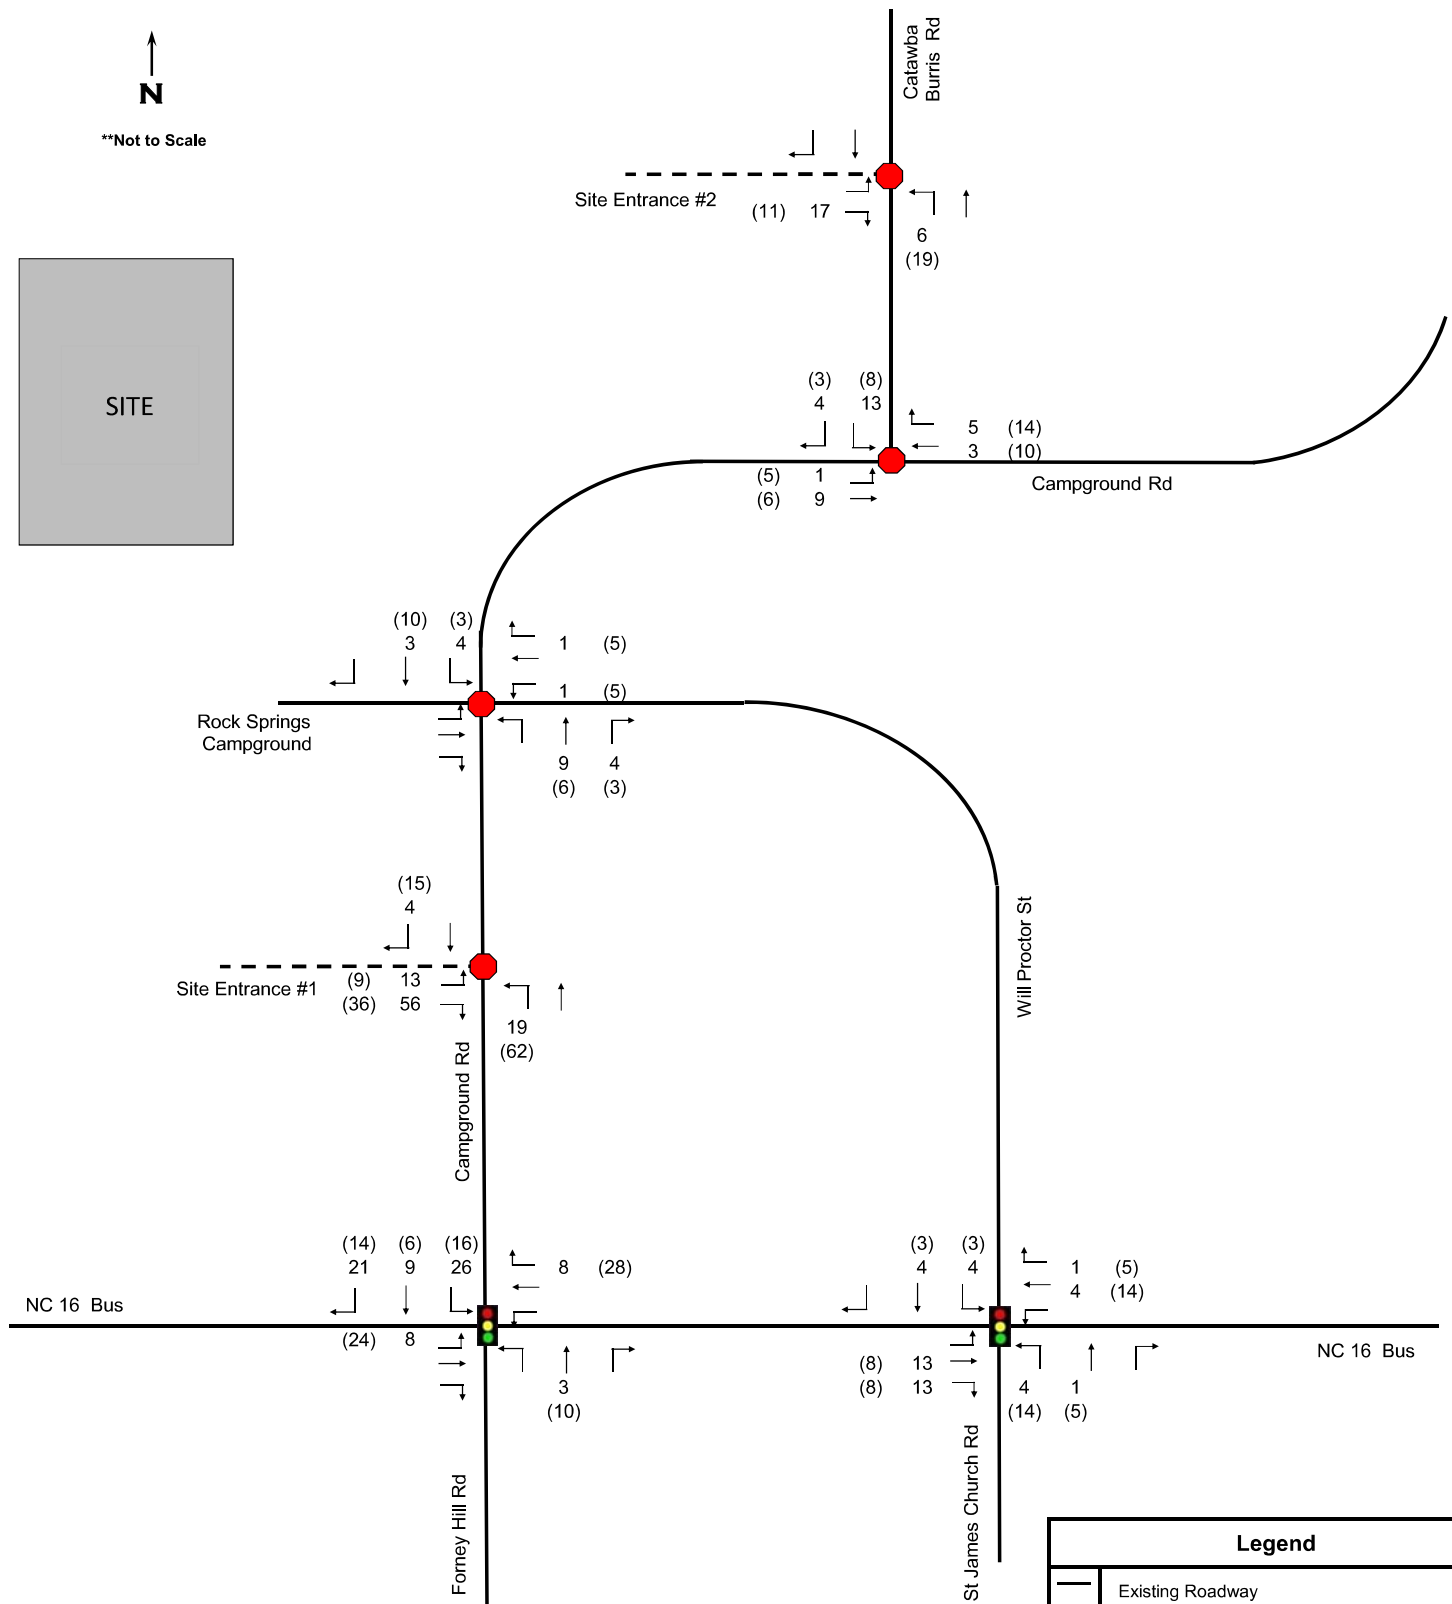 Catawba
Burris Rd
N
**Not to Scale
Site Entrance #2
(11) 17
6
(19)
SITE
(3) (8)
4 13
5 (14)
3 (10)
(5) 1
(6) 9
Campground Rd
(10) (3)
3 4
1 (5)
1 (5)
Rock Springs
Campground
9 4
(6) (3)
(15)
4
Will Proctor St
Site Entrance #1
(9) 13
(36) 56
19
(62)
Campground Rd
(14) (6) (16)
21 9 26
8 (28)
(3) (3)
4 4
1 (5)
4 (14)
NC 16 Bus
(24) 8
3
(10)
(8) 13
(8) 13
4 1
(14) (5)
NC 16 Bus
Forney Hill Rd
St James Church Rd
Legend
Existing Roadway